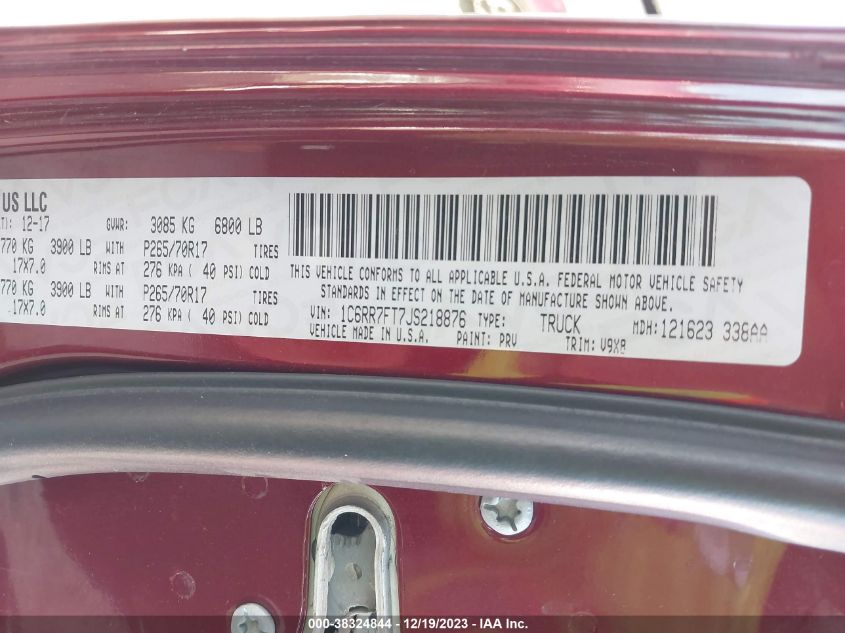 US LLC
12-17 GVWR: 3085 KG 6800 LB
770 KG 3900 LB WITH P265/70R17 TIRES
17X7.0 RIMS AT 276 KPA ( 40 PSI) COLD
770 KG 3900 LB WITH P265/70R17 TIRES
17X7.0 RIMS AT 276 KPA ( 40 PSI) COLD
THIS VEHICLE CONFORMS TO ALL APPLICABLE U.S.A. FEDERAL MOTOR VEHICLE SAFETY
STANDARDS IN EFFECT ON THE DATE OF MANUFACTURE SHOWN ABOVE.
VIN: 1C6RR7FT7JS218876 TYPE: TRUCK MDH: 121623 338AA
VEHICLE MADE IN U.S.A. PAINT: PRV TRIM: V9X8
000-38324844 - 12/19/2023 - IAA Inc.